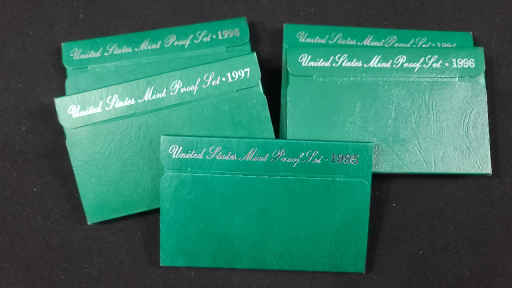 United States Mint Proof Set • 1998
United States Mint Proof Set • 1997
United States Mint Proof Set
United States Mint Proof Set • 1996
United States Mint Proof Set •